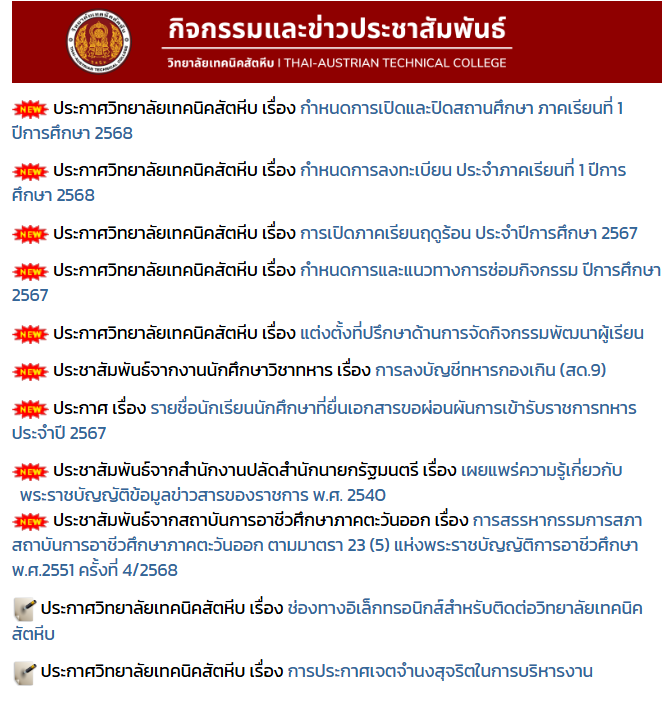 กิจกรรมและข่าวประชาสัมพันธ์
วิทยาลัยเทคนิคสัตหีบ | THAI-AUSTRIAN TECHNICAL COLLEGE
NEW ประกาศวิทยาลัยเทคนิคสัตหีบ เรื่อง กำหนดการเปิดและปิดสถานศึกษา ภาคเรียนที่ 1
ปีการศึกษา 2568
NEW ประกาศวิทยาลัยเทคนิคสัตหีบ เรื่อง กำหนดการลงทะเบียน ประจำภาคเรียนที่ 1 ปีการ
ศึกษา 2568
NEW ประกาศวิทยาลัยเทคนิคสัตหีบ เรื่อง การเปิดภาคเรียนฤดูร้อน ประจำปีการศึกษา 2567
NEW ประกาศวิทยาลัยเทคนิคสัตหีบ เรื่อง กำหนดการและแนวทางการซ่อมกิจกรรม ปีการศึกษา
2567
NEW ประกาศวิทยาลัยเทคนิคสัตหีบ เรื่อง แต่งตั้งที่ปรึกษาด้านการจัดกิจกรรมพัฒนาผู้เรียน
NEW ประชาสัมพันธ์จากงานนักศึกษาวิชาทหาร เรื่อง การลงบัญชีทหารกองเกิน (สด.9)
NEW ประกาศ เรื่อง รายชื่อนักเรียนนักศึกษาที่ยื่นเอกสารขอผ่อนผันการเข้ารับราชการทหาร
ประจำปี 2567
NEW ประชาสัมพันธ์จากสำนักงานปลัดสำนักนายกรัฐมนตรี เรื่อง เผยแพร่ความรู้เกี่ยวกับ
พระราชบัญญัติข้อมูลข่าวสารของราชการ พ.ศ. 2540
NEW ประชาสัมพันธ์จากสถาบันการอาชีวศึกษาภาคตะวันออก เรื่อง การสรรหากรรมการสภา
สถาบันการอาชีวศึกษาภาคตะวันออก ตามมาตรา 23 (5) แห่งพระราชบัญญัติการอาชีวศึกษา
พ.ศ.2551 ครั้งที่ 4/2568
ประกาศวิทยาลัยเทคนิคสัตหีบ เรื่อง ช่องทางอิเล็กทรอนิกส์สำหรับติดต่อวิทยาลัยเทคนิค
สัตหีบ
ประกาศวิทยาลัยเทคนิคสัตหีบ เรื่อง การประกาศเจตจำนงสุจริตในการบริหารงาน